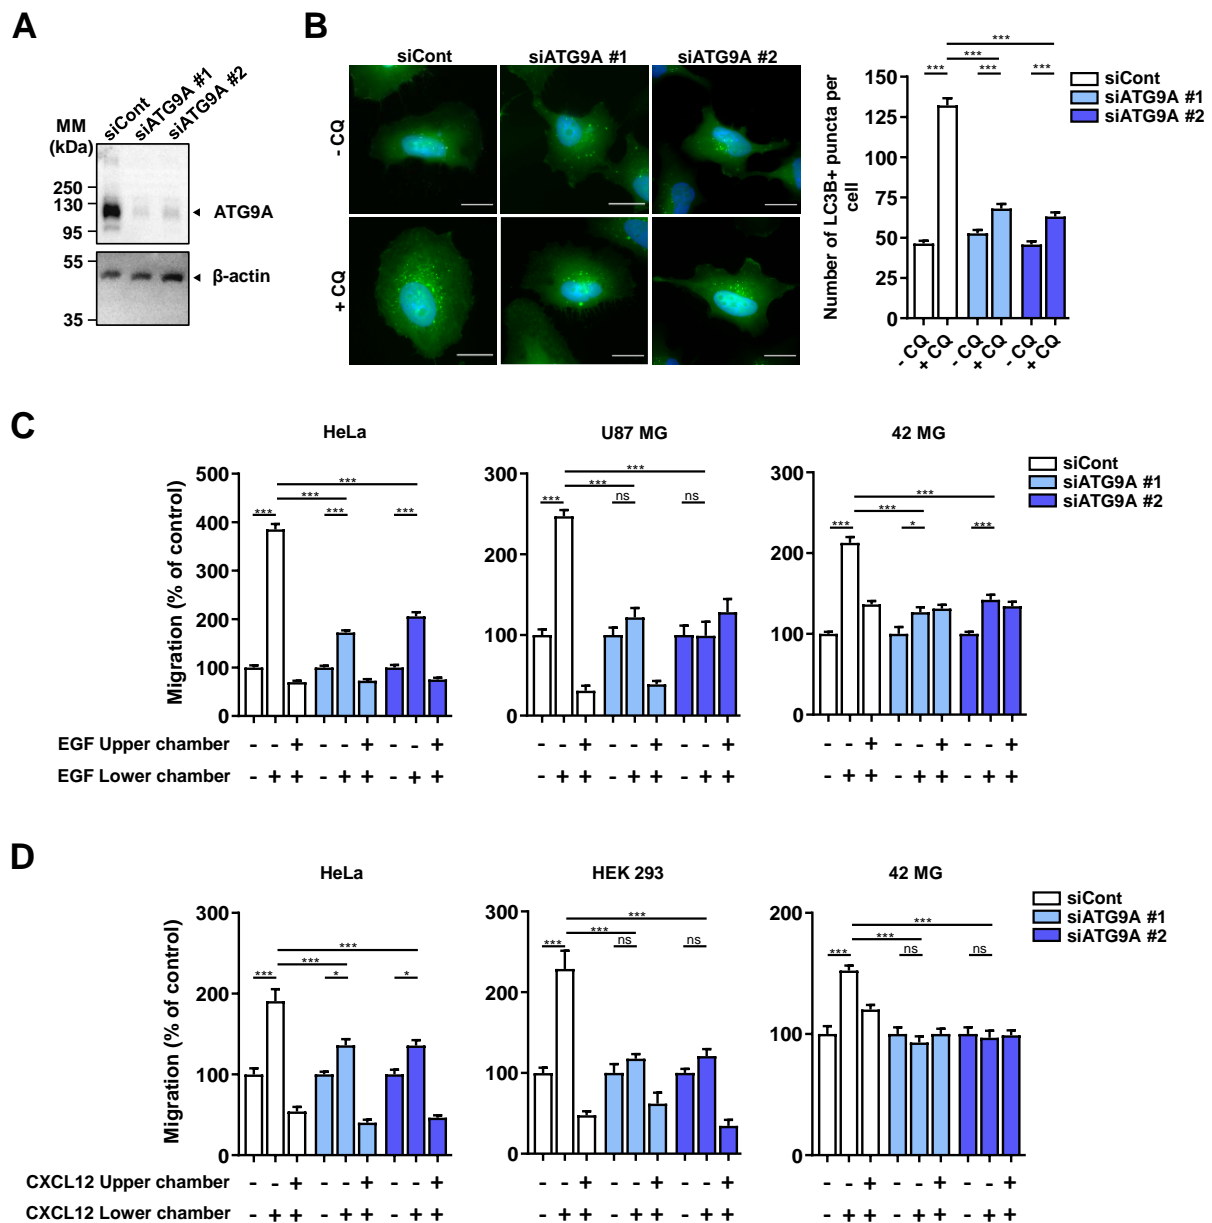 A
MM
(kDa)
siCont
siATG9A #1
siATG9A #2
250
130
95
ATG9A
55
35
β-actin
B
siCont siATG9A #1 siATG9A #2
- CQ
+ CQ
Number of LC3B+ puncta per
cell
150
125
100
75
50
25
0
*** *** *** *** ***
- CQ + CQ - CQ + CQ - CQ + CQ
siCont
siATG9A #1
siATG9A #2
C
HeLa
Migration (% of control)
500
400
300
200
100
0
*** *** *** *** ***
U87 MG
300
200
100
0
*** *** *** ns ns
42 MG
300
200
100
0
*** *** *** * ***
siCont
siATG9A #1
siATG9A #2
EGF Upper chamber - - + - - + - - + - - + - - + - - + - - + - - + - - +
EGF Lower chamber - + + - + + - + + - + + - + + - + + - + + - + + - + +
D
HeLa
Migration (% of control)
300
200
100
0
*** *** *** * *
HEK 293
300
200
100
0
*** *** *** ns ns
42 MG
200
100
0
*** *** *** ns ns
siCont
siATG9A #1
siATG9A #2
CXCL12 Upper chamber - - + - - + - - + - - + - - + - - + - - + - - + - - +
CXCL12 Lower chamber - + + - + + - + + - + + - + + - + + - + + - + + - + +